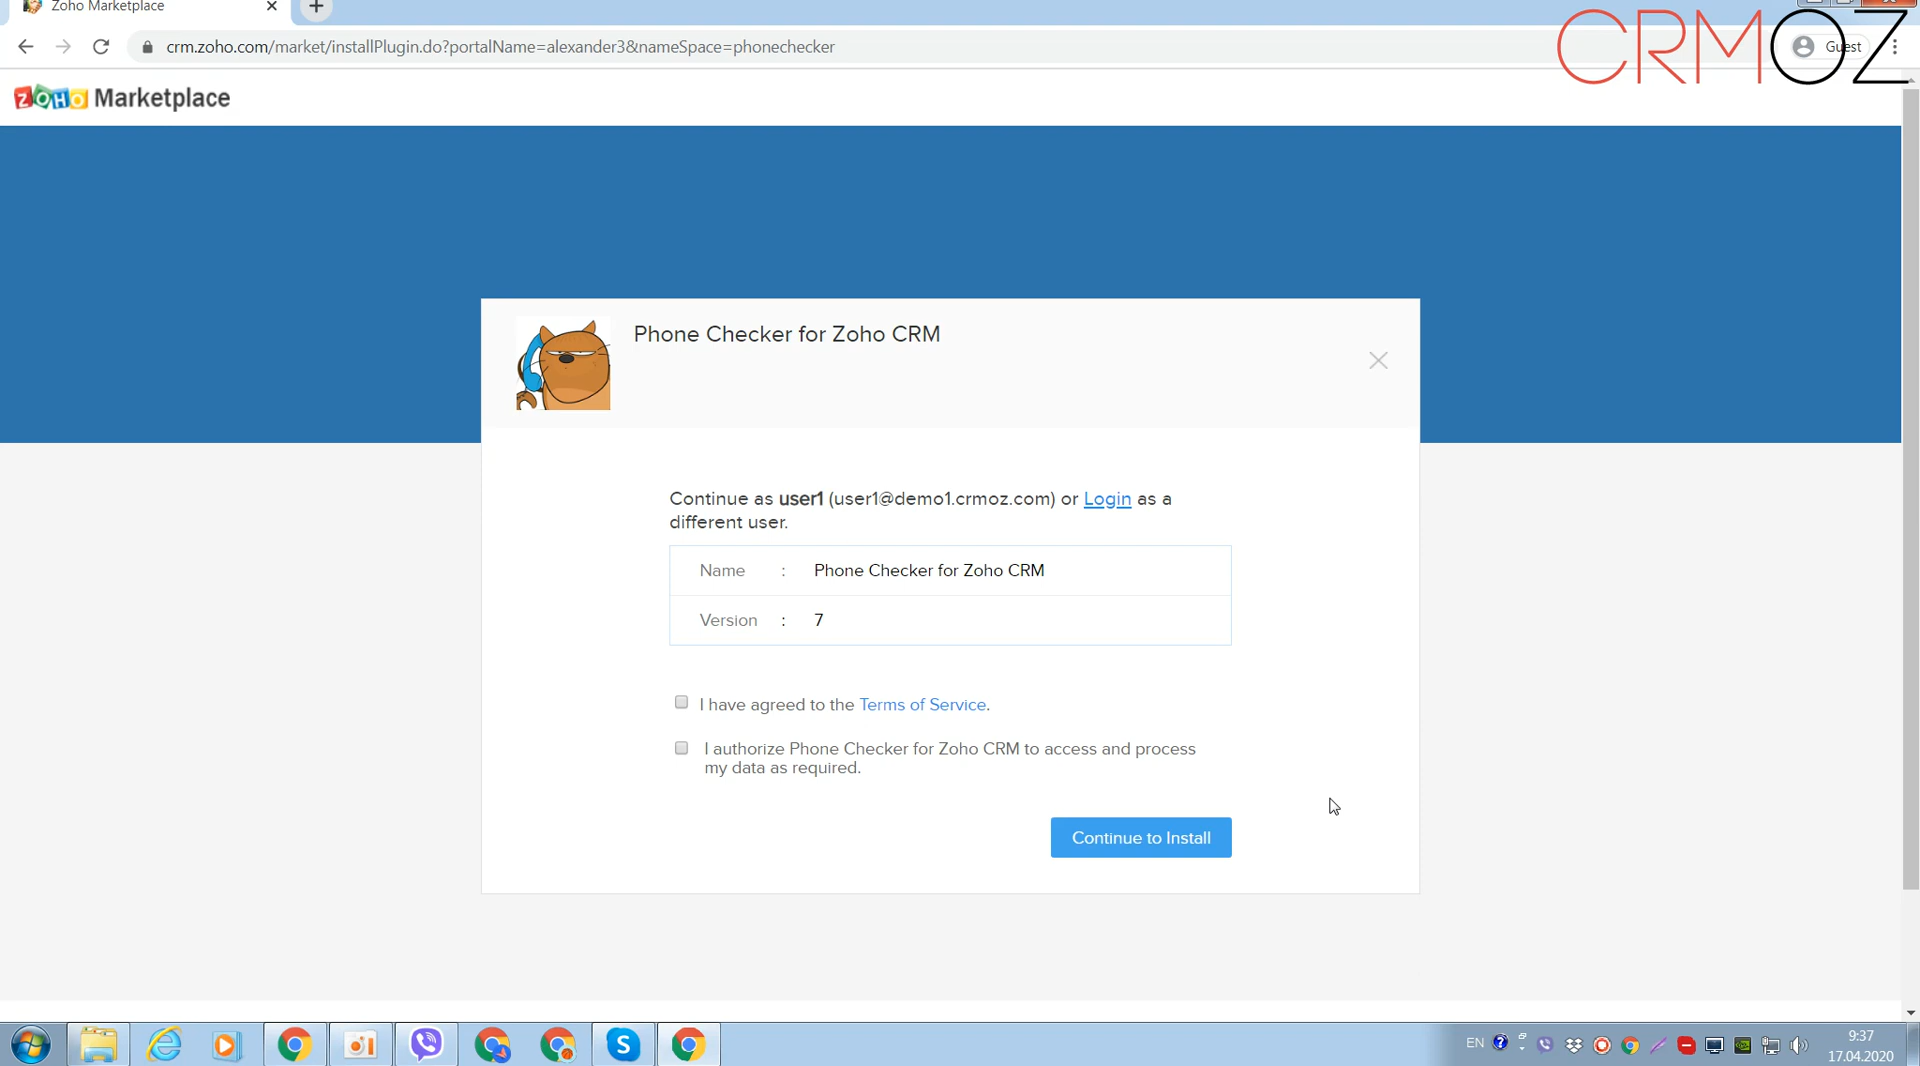 Zoho Marketplace
CRMOZ
crm.zoho.com/market/installPlugin.do?portalName=alexander3&nameSpace=phonechecker
Guest
ZOHO Marketplace
Phone Checker for Zoho CRM
Continue as user1 (user1@demo1.crmoz.com) or Login as a
different user.
Name : Phone Checker for Zoho CRM
Version : 7
I have agreed to the Terms of Service.
I authorize Phone Checker for Zoho CRM to access and process
my data as required.
Continue to Install
EN
9:37
17.04.2020